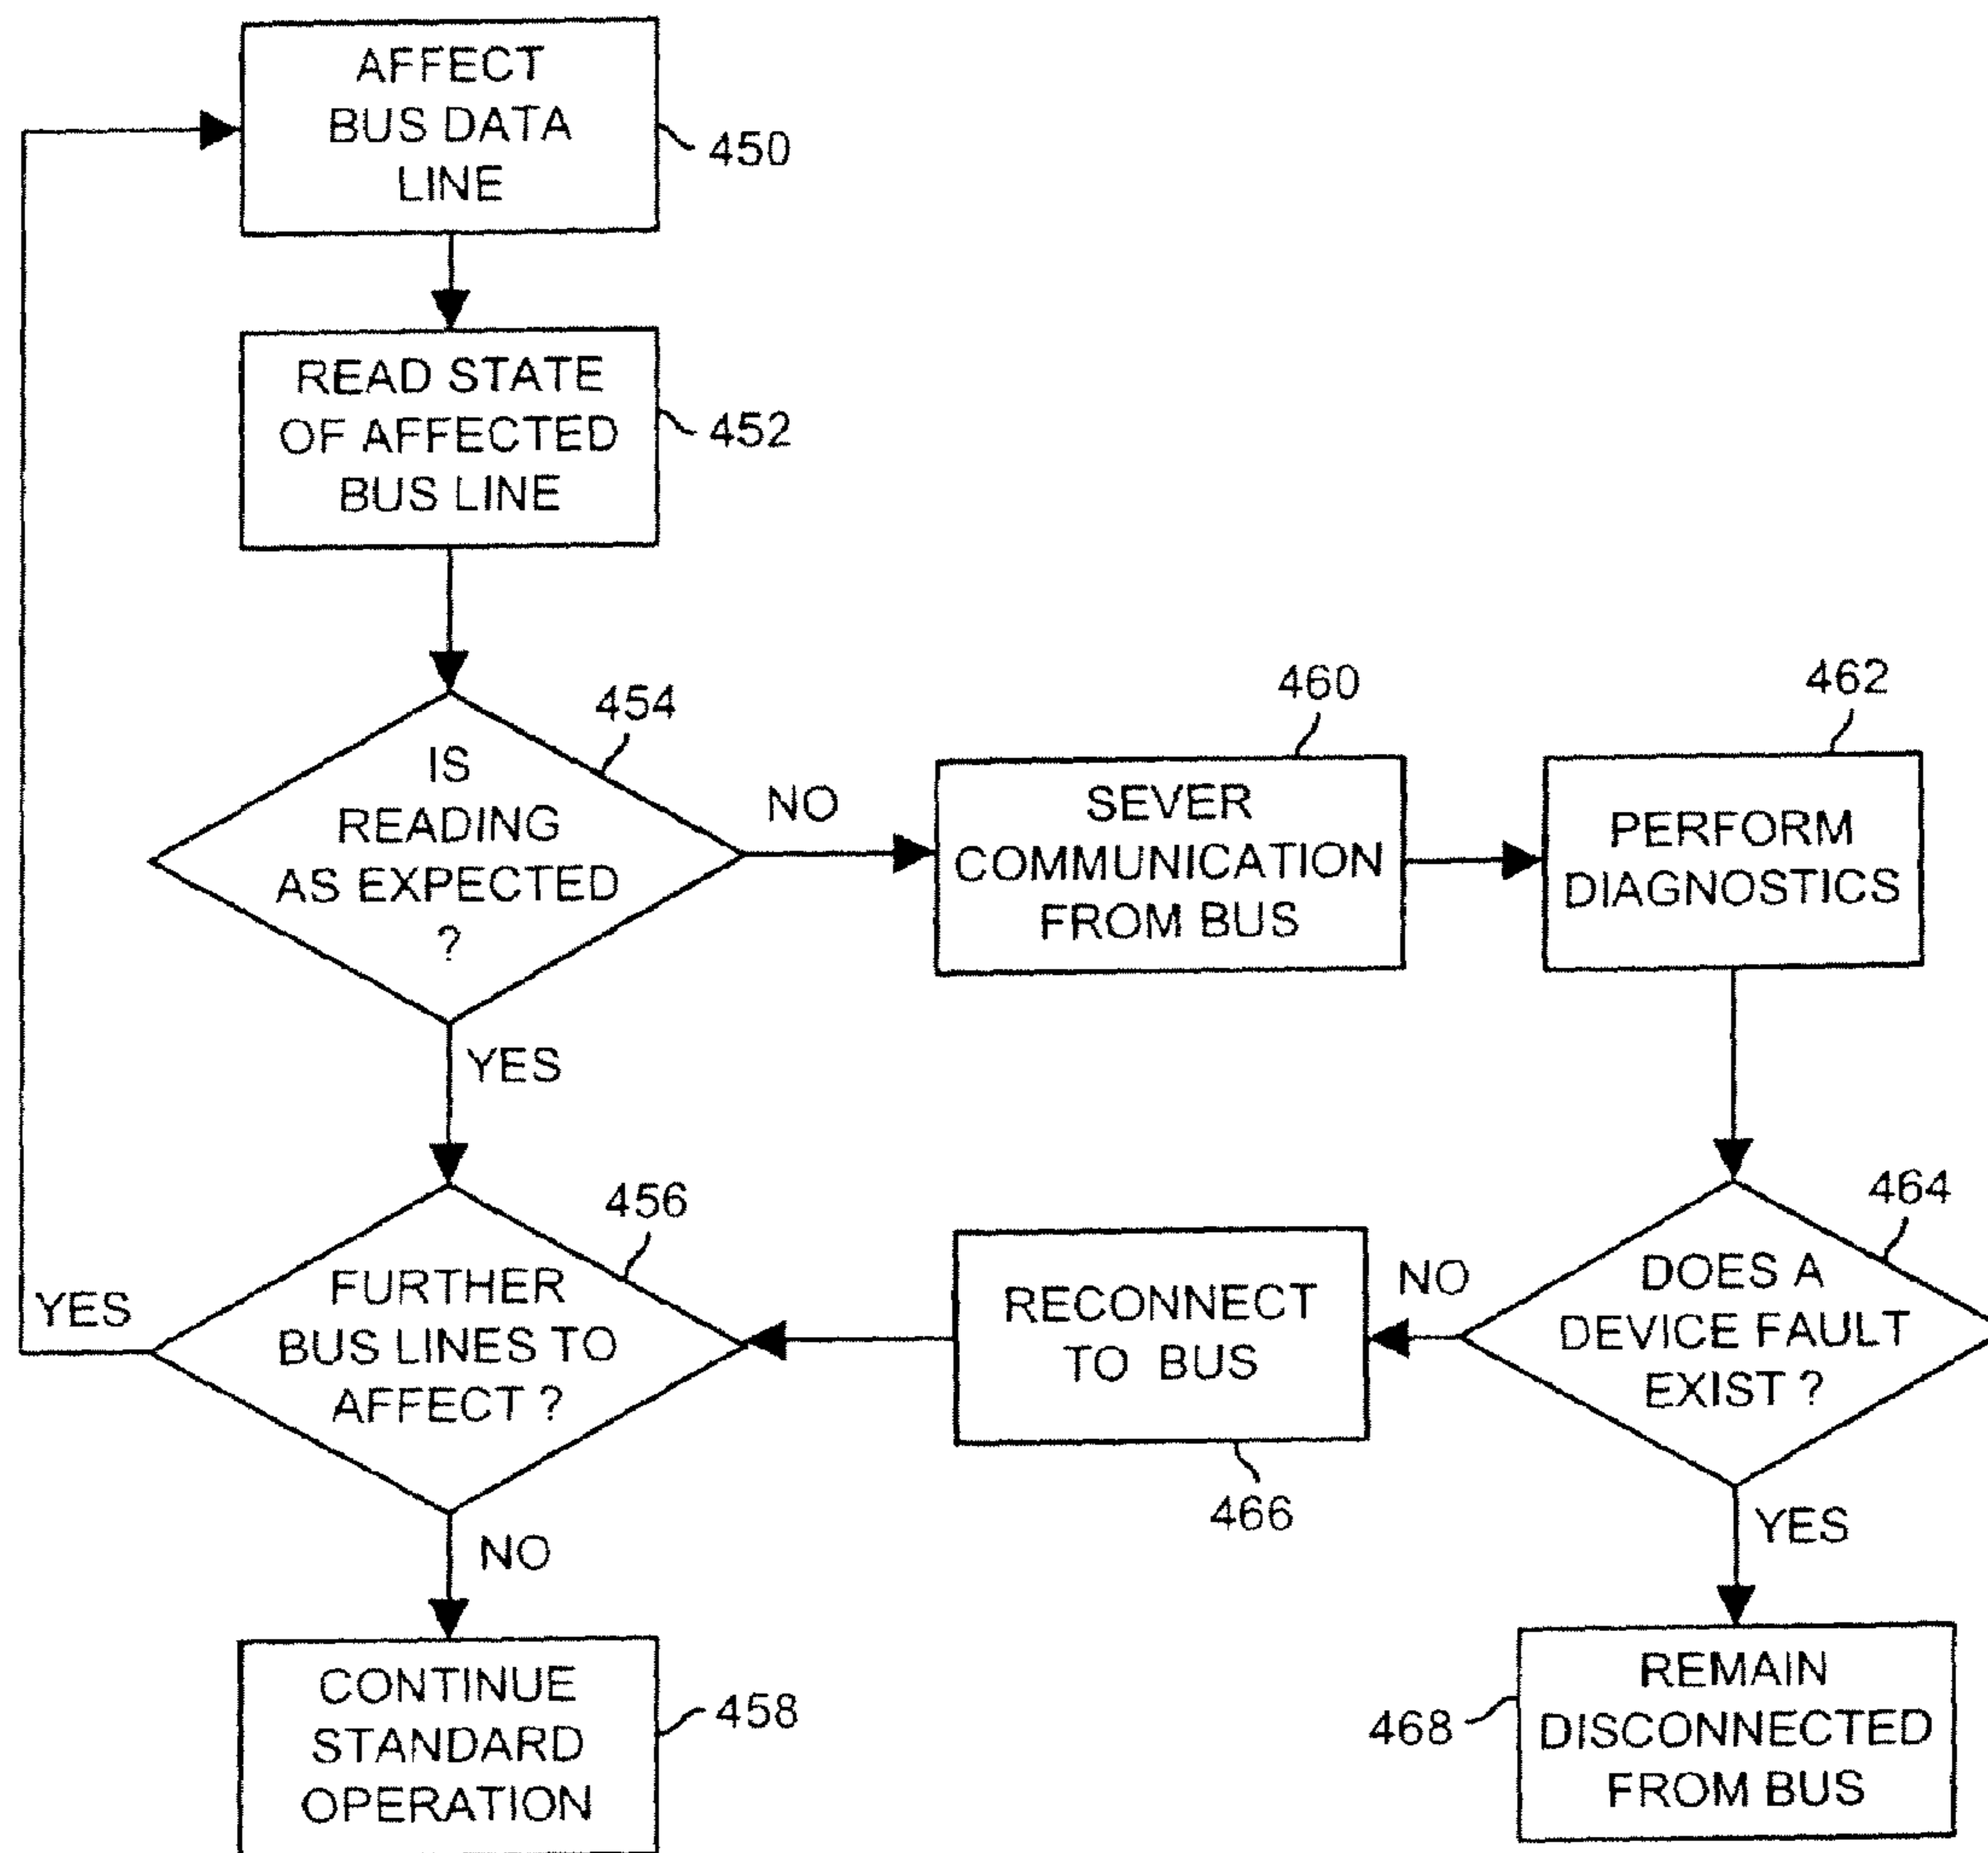 AFFECT
BUS DATA
LINE
450
READ STATE
OF AFFECTED
BUS LINE
452
454
IS
READING
AS EXPECTED
?
NO
460
SEVER
COMMUNICATION
FROM BUS
462
PERFORM
DIAGNOSTICS
YES
456
FURTHER
BUS LINES TO
AFFECT ?
YES
RECONNECT
TO BUS
466
NO
464
DOES A
DEVICE FAULT
EXIST ?
NO
YES
CONTINUE
STANDARD
OPERATION
458
468
REMAIN
DISCONNECTED
FROM BUS